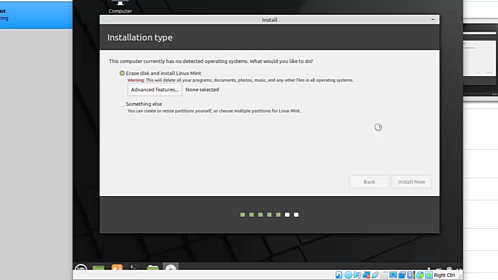 Computer
Install
Installation type
This computer currently has no detected operating systems. What would you like to do?
Erase disk and install Linux Mint
Warning: This will delete all your programs, documents, photos, music, and any other files in all operating systems.
Advanced features... None selected
Something else
You can create or resize partitions yourself, or choose multiple partitions for Linux Mint.
Back Install Now
Right Ctrl